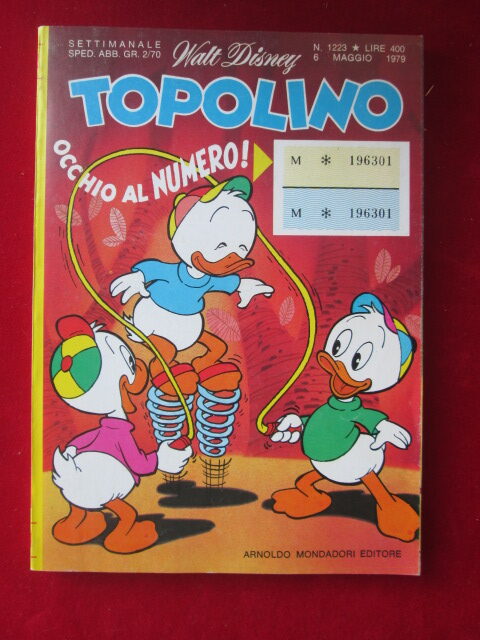 SETTIMANALE
SPED. ABB. GR. 2/70
Walt Disney
N. 1223 ★ LIRE 400
6 MAGGIO 1979
TOPOLINO
OCCHIO AL NUMERO!
M * 196301
M * 196301
ARNOLDO MONDADORI EDITORE